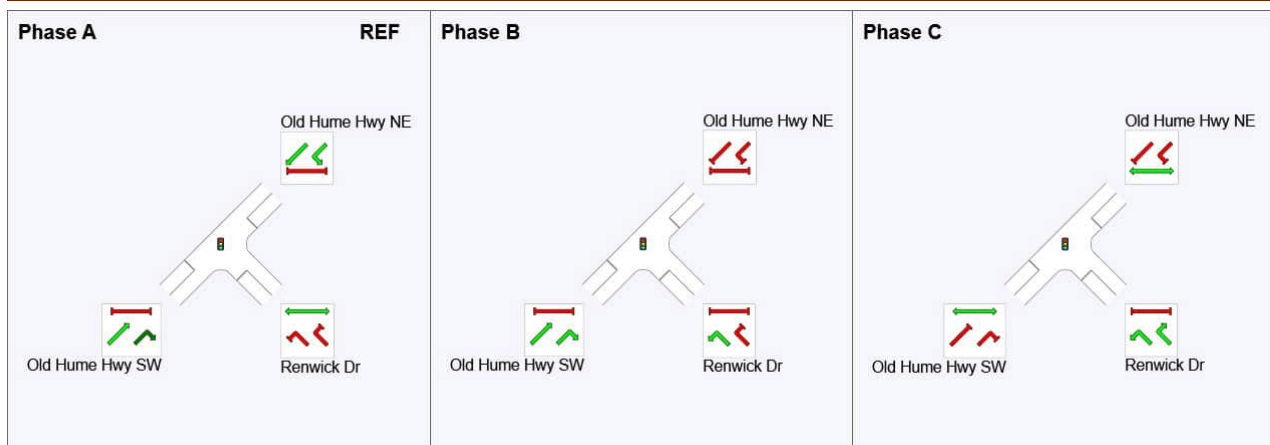 Phase A
REF
Old Hume Hwy NE
Old Hume Hwy SW
Renwick Dr
Phase B
Old Hume Hwy NE
Old Hume Hwy SW
Renwick Dr
Phase C
Old Hume Hwy NE
Old Hume Hwy SW
Renwick Dr